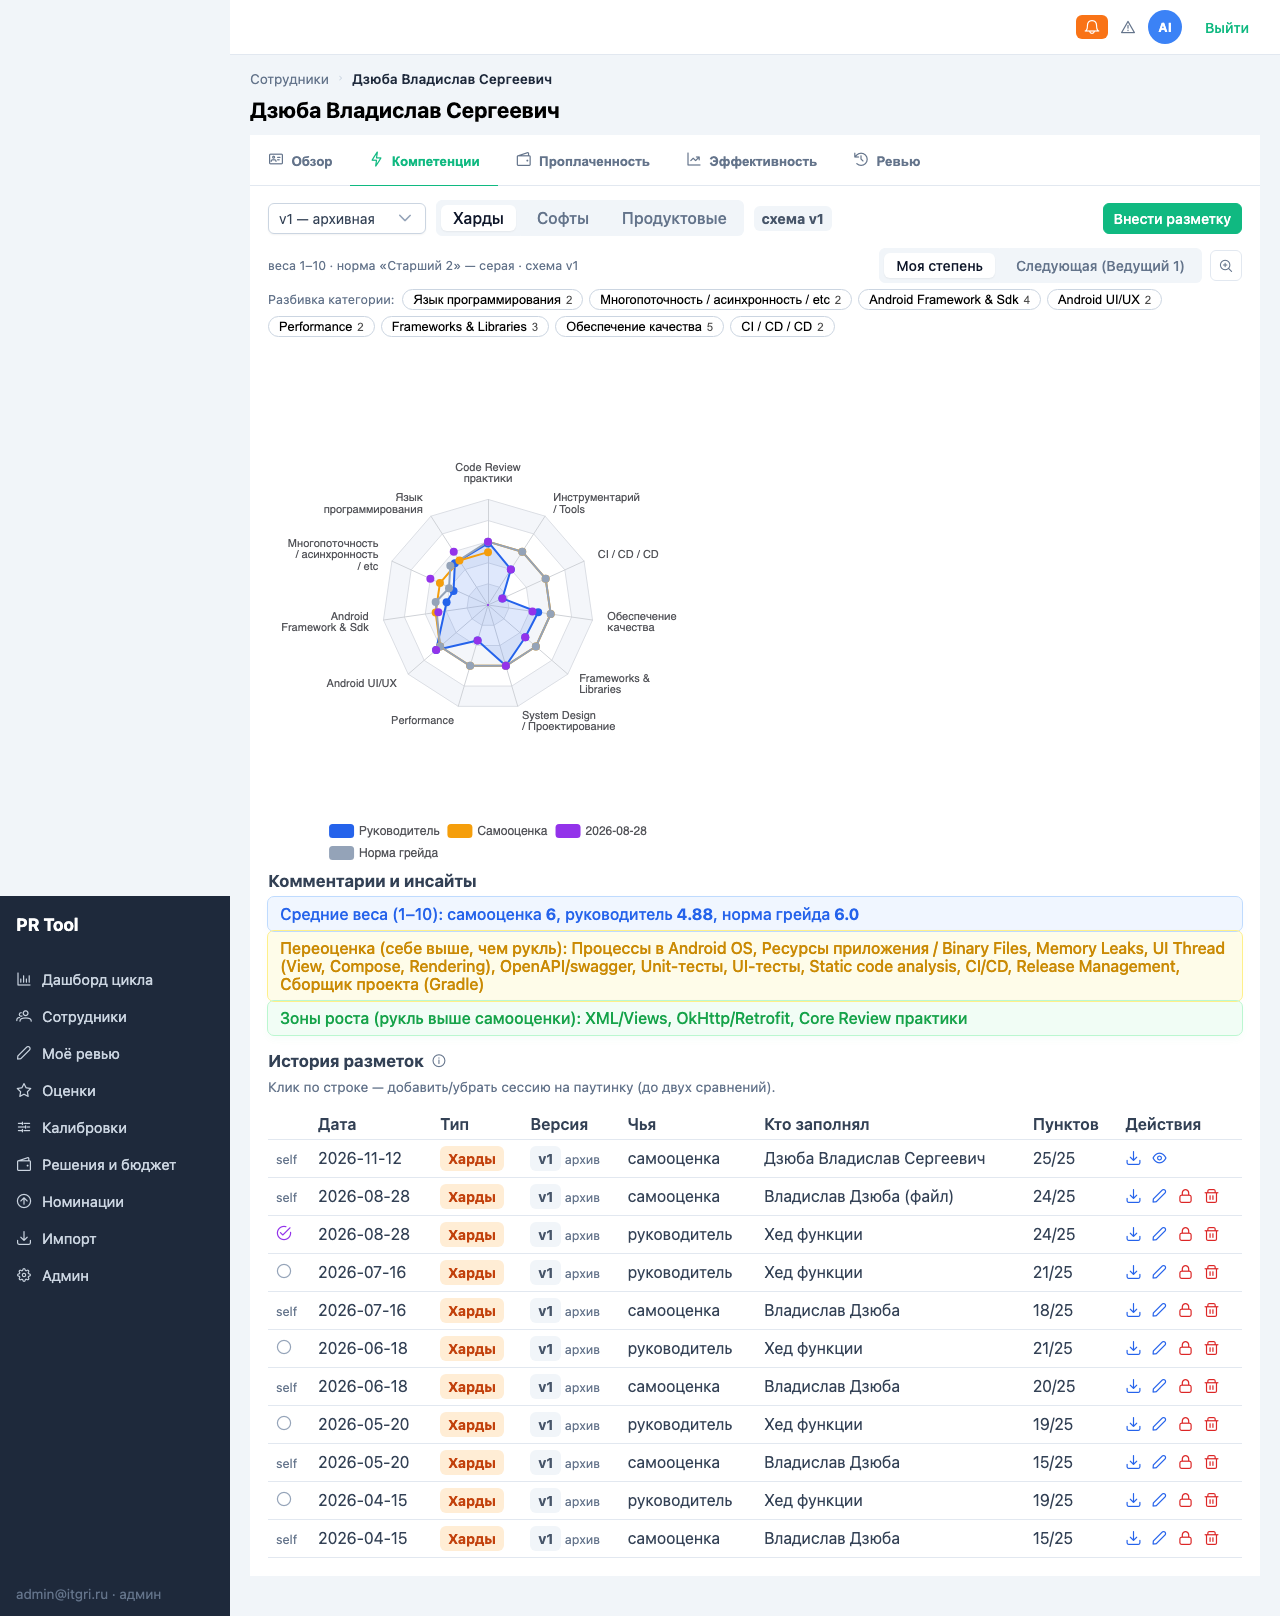 AI
Выйти
Сотрудники
Дзюба Владислав Сергеевич
Дзюба Владислав Сергеевич
Обзор
Компетенции
Проплаченность
Эффективность
Ревью
v1 — архивная
Харды
Софты
Продуктовые
схема v1
Внести разметку
веса 1–10 · норма «Старший 2» — серая · схема v1
Моя степень
Следующая (Ведущий 1)
Разбивка категории:
Язык программирования 2
Многопоточность / асинхронность / etc 2
Android Framework & Sdk 4
Android UI/UX 2
Performance 2
Frameworks & Libraries 3
Обеспечение качества 5
CI / CD / CD 2
Code Review
практики
Инструментарий
/ Tools
CI / CD / CD
Обеспечение
качества
Frameworks &
Libraries
System Design
/ Проектирование
Performance
Android UI/UX
Android
Framework & Sdk
Многопоточность
/ асинхронность
/ etc
Язык
программирования
Руководитель
Самооценка
2026-08-28
Норма грейда
Комментарии и инсайты
Средние веса (1–10): самооценка 6, руководитель 4.88, норма грейда 6.0
Переоценка (себе выше, чем рукль): Процессы в Android OS, Ресурсы приложения / Binary Files, Memory Leaks, UI Thread
(View, Compose, Rendering), OpenAPI/swagger, Unit-тесты, UI-тесты, Static code analysis, CI/CD, Release Management,
Сборщик проекта (Gradle)
Зоны роста (рукль выше самооценки): XML/Views, OkHttp/Retrofit, Core Review практики
История разметок
Клик по строке — добавить/убрать сессию на паутинку (до двух сравнений).
Дата Тип Версия Чья Кто заполнял Пунктов Действия
self 2026-11-12 Харды v1 архив самооценка Дзюба Владислав Сергеевич 25/25
self 2026-08-28 Харды v1 архив самооценка Владислав Дзюба (файл) 24/25
2026-08-28 Харды v1 архив руководитель Хед функции 24/25
2026-07-16 Харды v1 архив руководитель Хед функции 21/25
self 2026-07-16 Харды v1 архив самооценка Владислав Дзюба 18/25
2026-06-18 Харды v1 архив руководитель Хед функции 21/25
self 2026-06-18 Харды v1 архив самооценка Владислав Дзюба 20/25
2026-05-20 Харды v1 архив руководитель Хед функции 19/25
self 2026-05-20 Харды v1 архив самооценка Владислав Дзюба 15/25
2026-04-15 Харды v1 архив руководитель Хед функции 19/25
self 2026-04-15 Харды v1 архив самооценка Владислав Дзюба 15/25
PR Tool
Дашборд цикла
Сотрудники
Моё ревью
Оценки
Калибровки
Решения и бюджет
Номинации
Импорт
Админ
admin@itgri.ru · админ